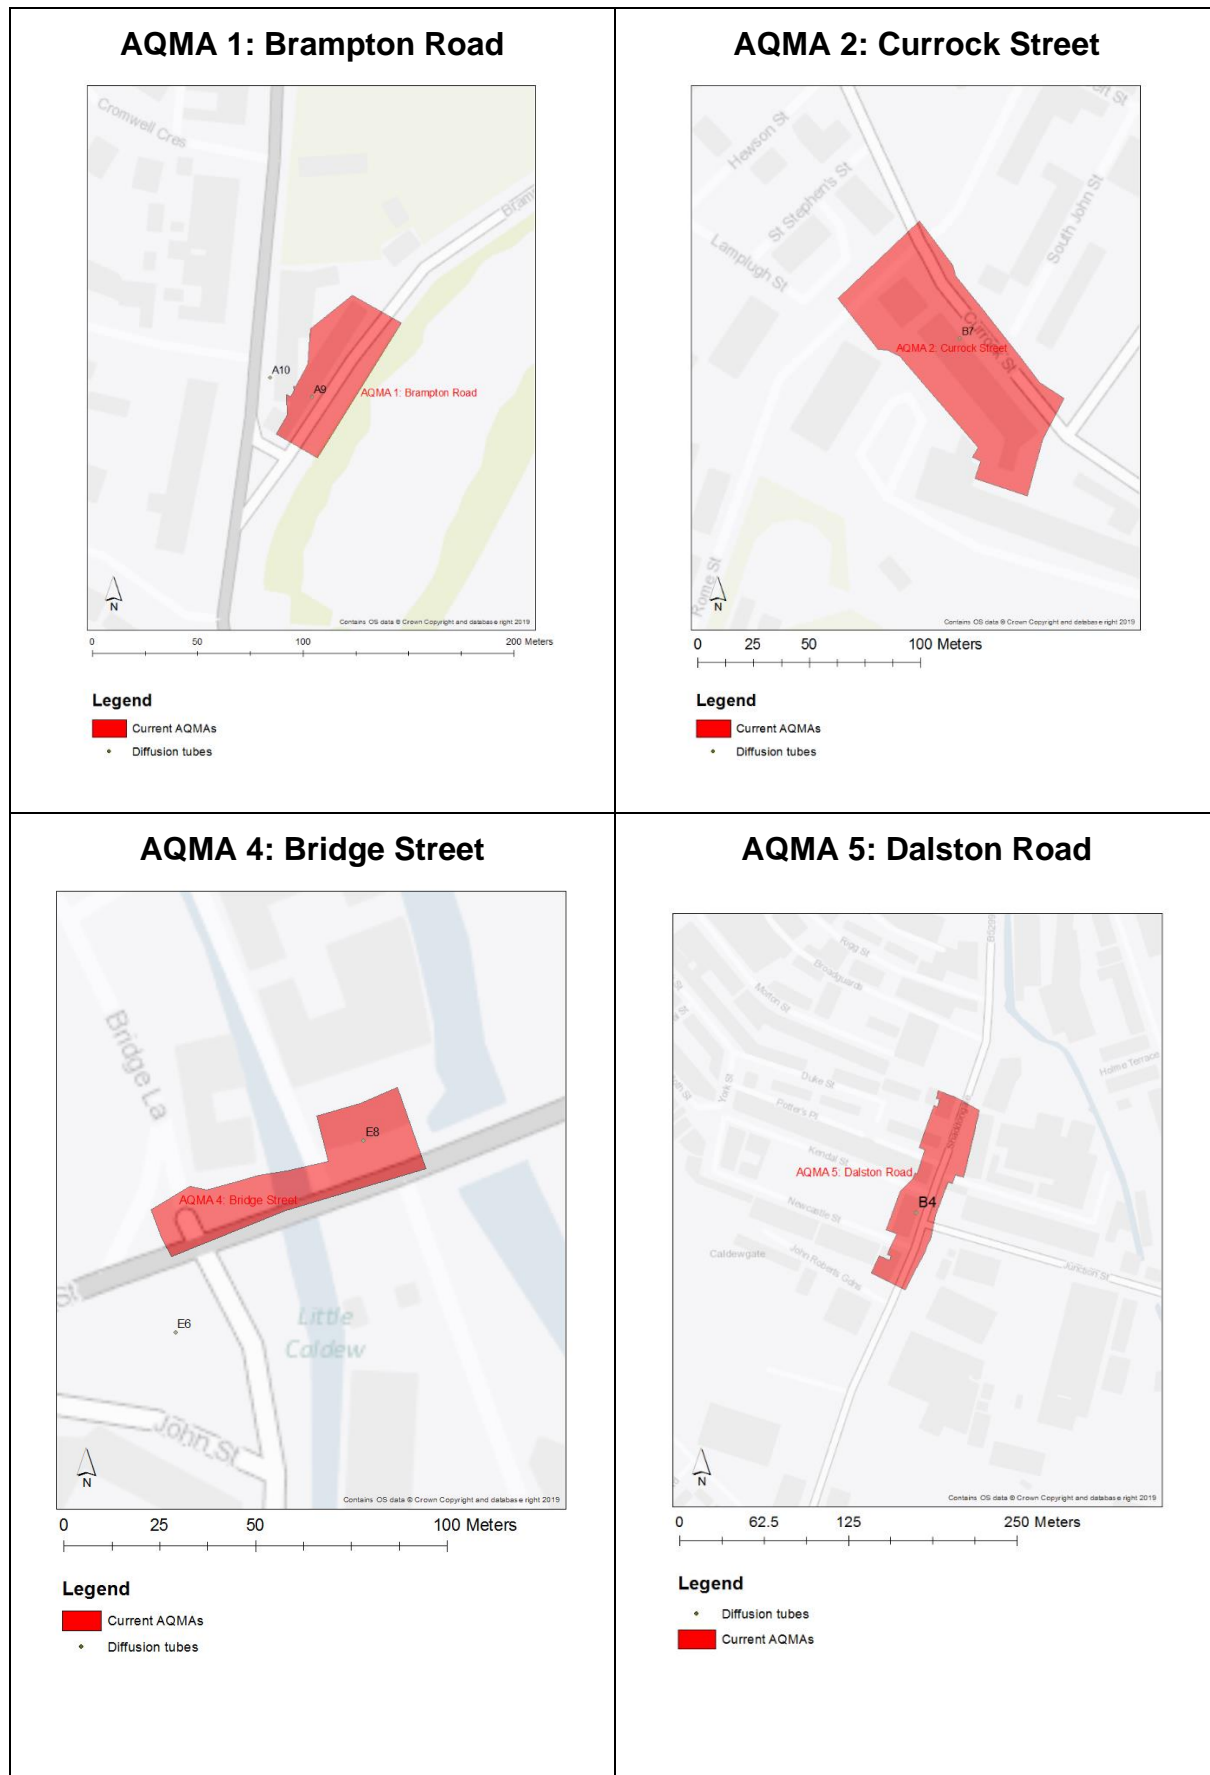 AQMA 1: Brampton Road
Cromwell Cres
A10
A9
AQMA 1: Brampton Road
N
Contains OS data © Crown Copyright and database right 2019
0 50 100 200 Meters
Legend
Current AQMAs
Diffusion tubes
AQMA 2: Currock Street
Hewson St
St Stephen's St
Lamplugh St
South John St
Currock St
B7
AQMA 2: Currock Street
Rome St
N
Contains OS data © Crown Copyright and database right 2019
0 25 50 100 Meters
Legend
Current AQMAs
Diffusion tubes
AQMA 4: Bridge Street
Bridge La
E8
AQMA 4: Bridge Street
St
E6
Little
Caldew
John St
N
Contains OS data © Crown Copyright and database right 2019
0 25 50 100 Meters
Legend
Current AQMAs
Diffusion tubes
AQMA 5: Dalston Road
Rigg St
Broadguards
Morton St
Duke St
York St
Potter's Pl
Kendal St
Holme Terrace
AQMA 5: Dalston Road
B4
Newcastle St
Caldewgate
John Roberts Gdns
Junction St
N
Contains OS data © Crown Copyright and database right 2019
0 62.5 125 250 Meters
Legend
Diffusion tubes
Current AQMAs